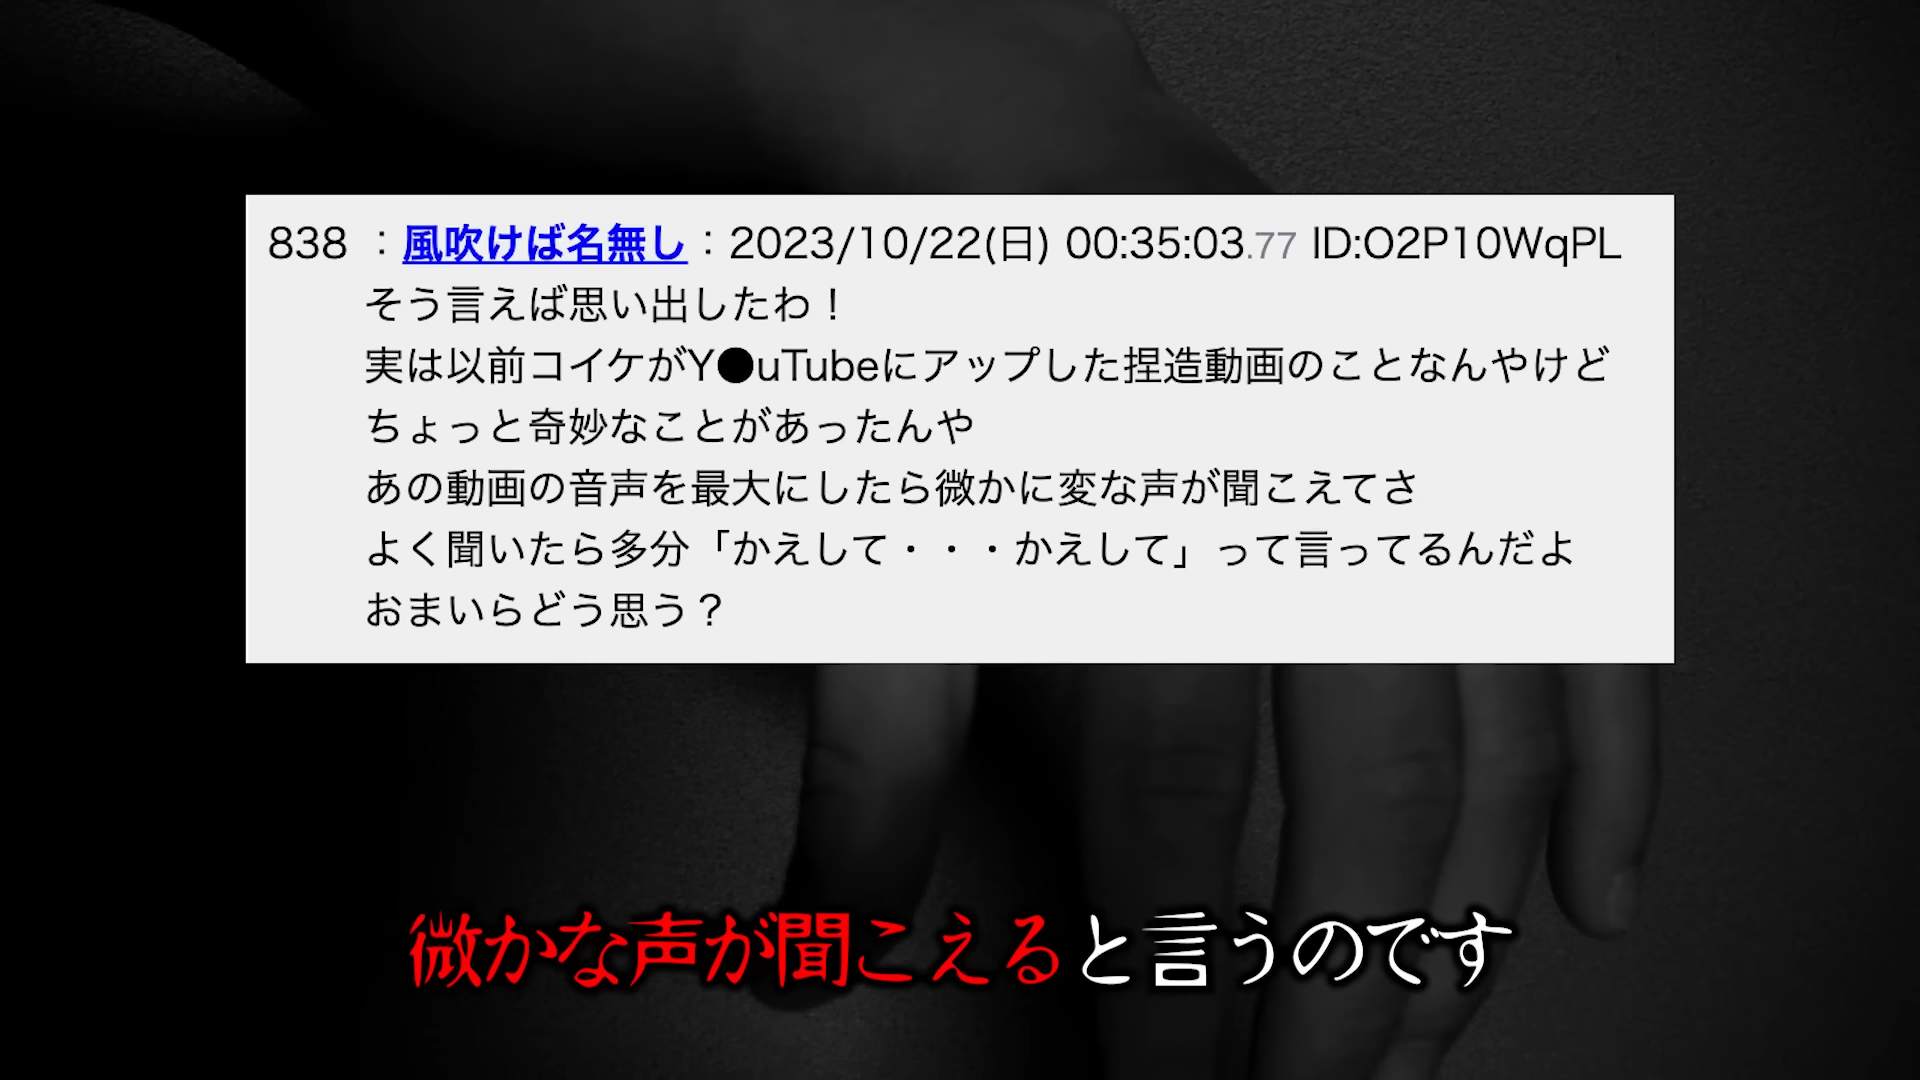 838 ：風吹けば名無し：2023/10/22(日) 00:35:03.77 ID:O2P10WqPL
そう言えば思い出したわ！
実は以前コイケがY●uTubeにアップした捏造動画のことなんやけど
ちょっと奇妙なことがあったんや
あの動画の音声を最大にしたら微かに変な声が聞こえてさ
よく聞いたら多分「かえして・・・かえして」って言ってるんだよ
おまいらどう思う？
微かな声が聞こえると言うのです